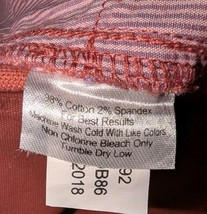 98% Cotton 2% Spandex
For Best Results
Machine Wash Cold With Like Colors
Non Chlorine Bleach Only
Tumble Dry Low
92
B86
2018